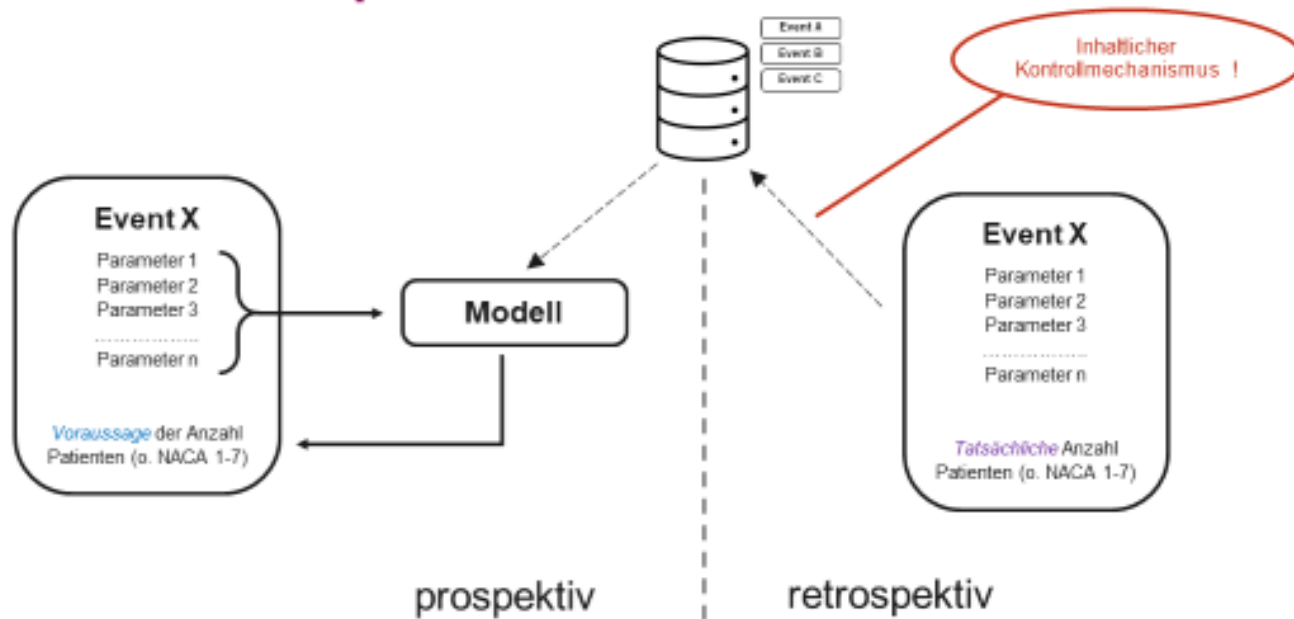 Event A
Event B
Event C
Inhaltlicher
Kontrollmechanismus !
Event X
Parameter 1
Parameter 2
Parameter 3
Parameter n
Voraussage der Anzahl
Patienten (o. NACA 1-7)
Modell
Event X
Parameter 1
Parameter 2
Parameter 3
Parameter n
Tatsächliche Anzahl
Patienten (o. NACA 1-7)
prospektiv
retrospektiv